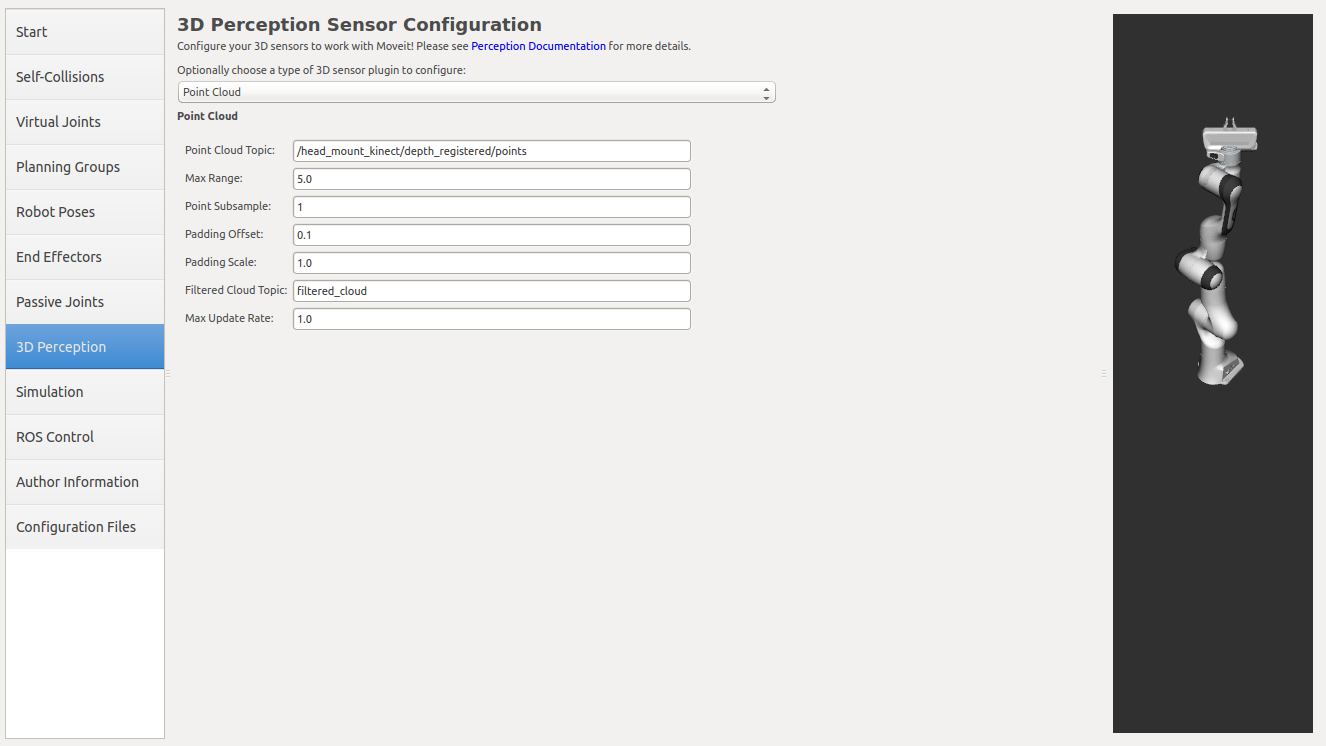 Start
Self-Collisions
Virtual Joints
Planning Groups
Robot Poses
End Effectors
Passive Joints
3D Perception
Simulation
ROS Control
Author Information
Configuration Files
3D Perception Sensor Configuration
Configure your 3D sensors to work with Moveit! Please see Perception Documentation for more details.
Optionally choose a type of 3D sensor plugin to configure:
Point Cloud
Point Cloud
Point Cloud Topic: /head_mount_kinect/depth_registered/points
Max Range: 5.0
Point Subsample: 1
Padding Offset: 0.1
Padding Scale: 1.0
Filtered Cloud Topic: filtered_cloud
Max Update Rate: 1.0